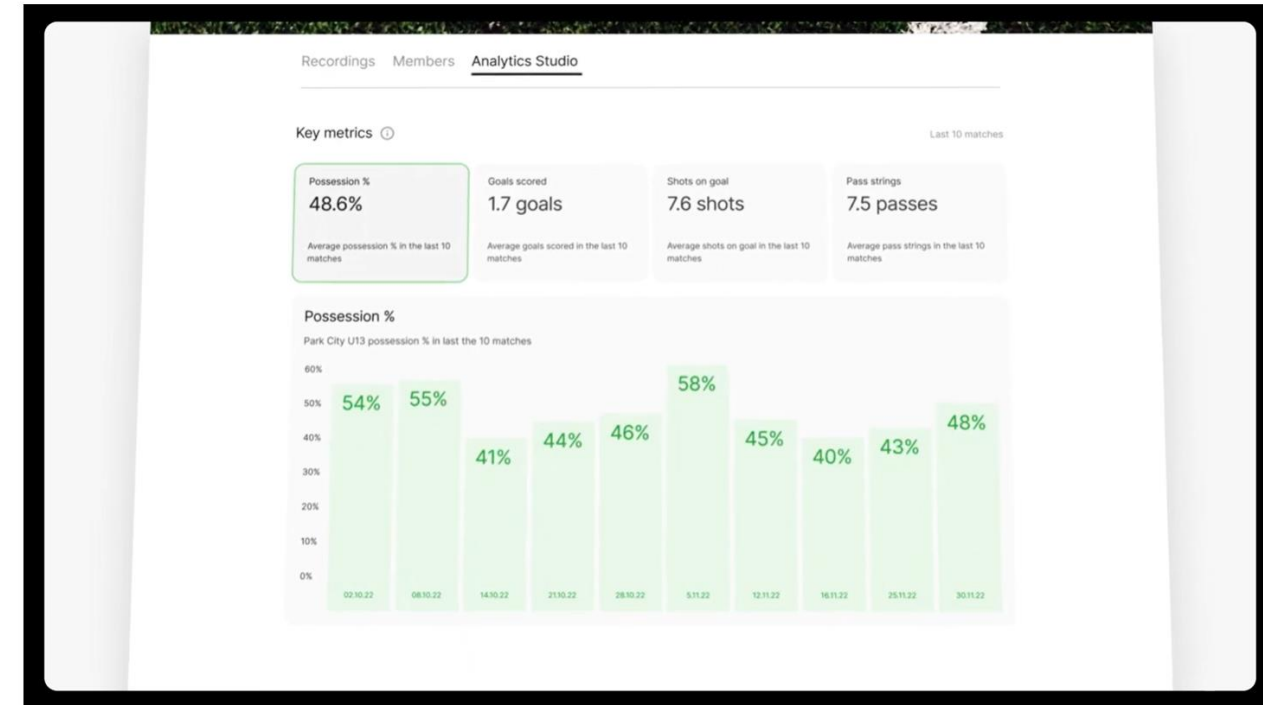 Recordings Members Analytics Studio
Key metrics
Last 10 matches
Possession %
48.6%
Average possession % in the last 10
matches
Goals scored
1.7 goals
Average goals scored in the last 10
matches
Shots on goal
7.6 shots
Average shots on goal in the last 10
matches
Pass strings
7.5 passes
Average pass strings in the last 10
matches
Possession %
Park City U13 possession % in last the 10 matches
60%
50%
40%
30%
20%
10%
0%
54% 55% 41% 44% 46% 58% 45% 40% 43% 48%
02.10.22 08.10.22 14.10.22 21.10.22 28.10.22 5.11.22 12.11.22 16.11.22 25.11.22 30.11.22